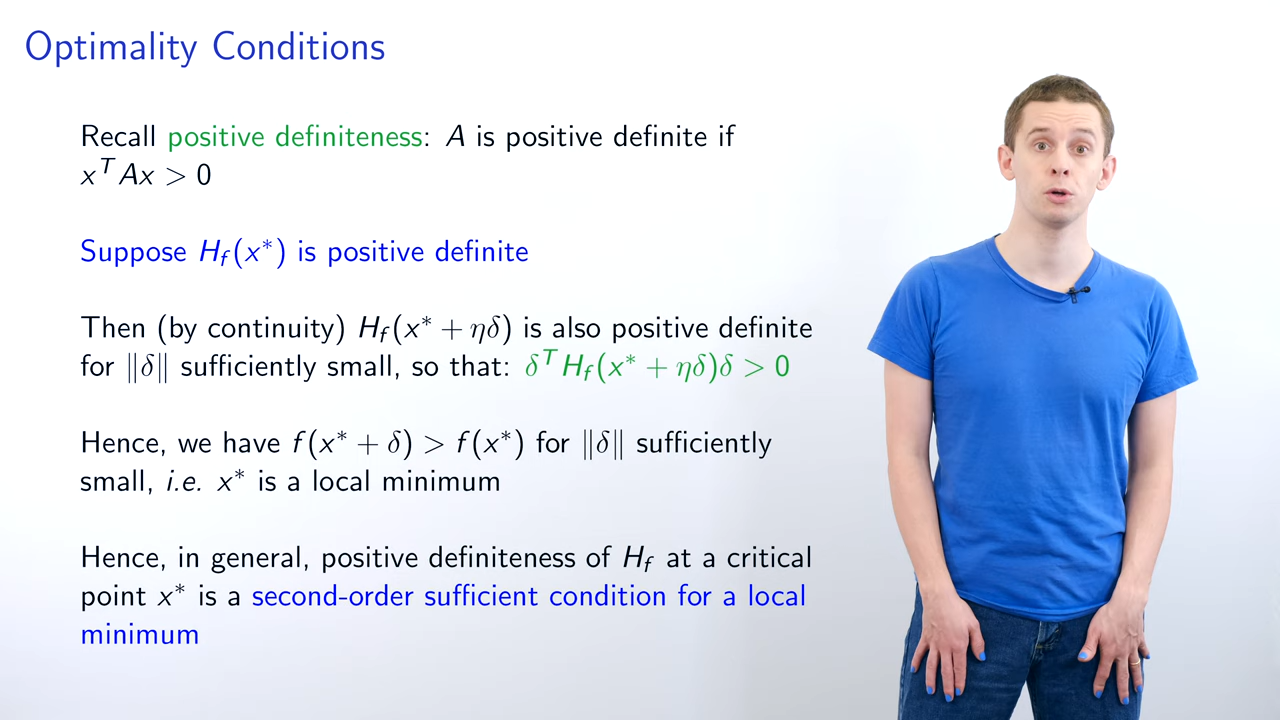 Optimality Conditions
Recall positive definiteness: A is positive definite if
x^T Ax > 0
Suppose H_f(x*) is positive definite
Then (by continuity) H_f(x* + ηδ) is also positive definite
for ‖δ‖ sufficiently small, so that: δ^T H_f(x* + ηδ)δ > 0
Hence, we have f(x* + δ) > f(x*) for ‖δ‖ sufficiently
small, i.e. x* is a local minimum
Hence, in general, positive definiteness of H_f at a critical
point x* is a second-order sufficient condition for a local
minimum